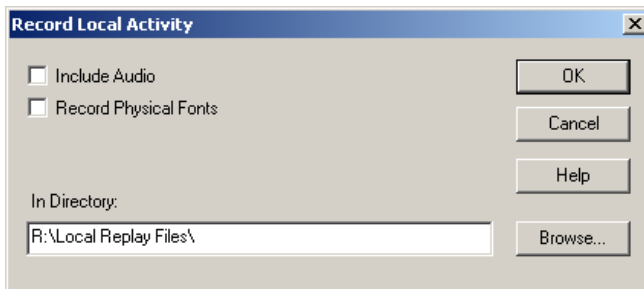 Record Local Activity
Include Audio
Record Physical Fonts
OK
Cancel
Help
In Directory:
R:\Local Replay Files\
Browse...